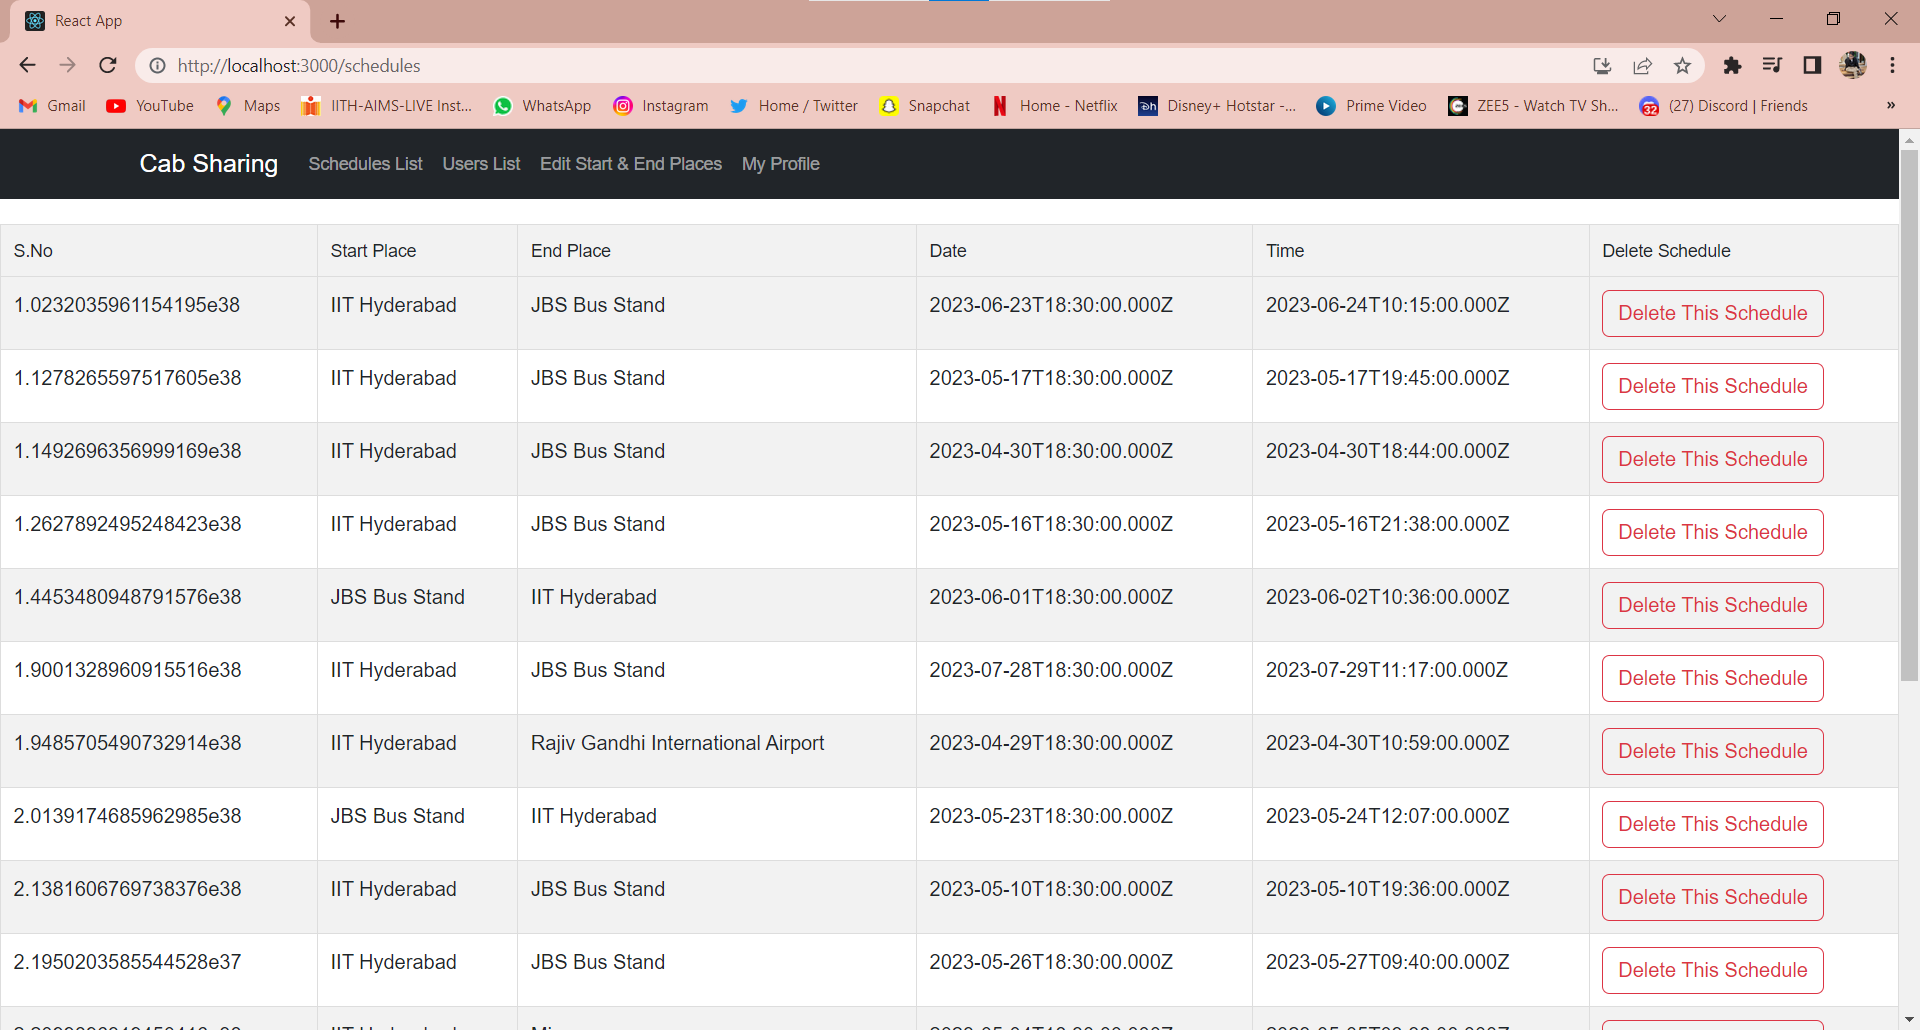 React App
http://localhost:3000/schedules
Gmail YouTube Maps IITH-AIMS-LIVE Inst... WhatsApp Instagram Home / Twitter Snapchat Home - Netflix Disney+ Hotstar -... Prime Video ZEE5 - Watch TV Sh... 32 (27) Discord | Friends »
Cab Sharing Schedules List Users List Edit Start & End Places My Profile
S.No Start Place End Place Date Time Delete Schedule
1.0232035961154195e38 IIT Hyderabad JBS Bus Stand 2023-06-23T18:30:00.000Z 2023-06-24T10:15:00.000Z Delete This Schedule
1.1278265597517605e38 IIT Hyderabad JBS Bus Stand 2023-05-17T18:30:00.000Z 2023-05-17T19:45:00.000Z Delete This Schedule
1.1492696356999169e38 IIT Hyderabad JBS Bus Stand 2023-04-30T18:30:00.000Z 2023-04-30T18:44:00.000Z Delete This Schedule
1.2627892495248423e38 IIT Hyderabad JBS Bus Stand 2023-05-16T18:30:00.000Z 2023-05-16T21:38:00.000Z Delete This Schedule
1.4453480948791576e38 JBS Bus Stand IIT Hyderabad 2023-06-01T18:30:00.000Z 2023-06-02T10:36:00.000Z Delete This Schedule
1.9001328960915516e38 IIT Hyderabad JBS Bus Stand 2023-07-28T18:30:00.000Z 2023-07-29T11:17:00.000Z Delete This Schedule
1.9485705490732914e38 IIT Hyderabad Rajiv Gandhi International Airport 2023-04-29T18:30:00.000Z 2023-04-30T10:59:00.000Z Delete This Schedule
2.0139174685962985e38 JBS Bus Stand IIT Hyderabad 2023-05-23T18:30:00.000Z 2023-05-24T12:07:00.000Z Delete This Schedule
2.1381606769738376e38 IIT Hyderabad JBS Bus Stand 2023-05-10T18:30:00.000Z 2023-05-10T19:36:00.000Z Delete This Schedule
2.1950203585544528e37 IIT Hyderabad JBS Bus Stand 2023-05-26T18:30:00.000Z 2023-05-27T09:40:00.000Z Delete This Schedule